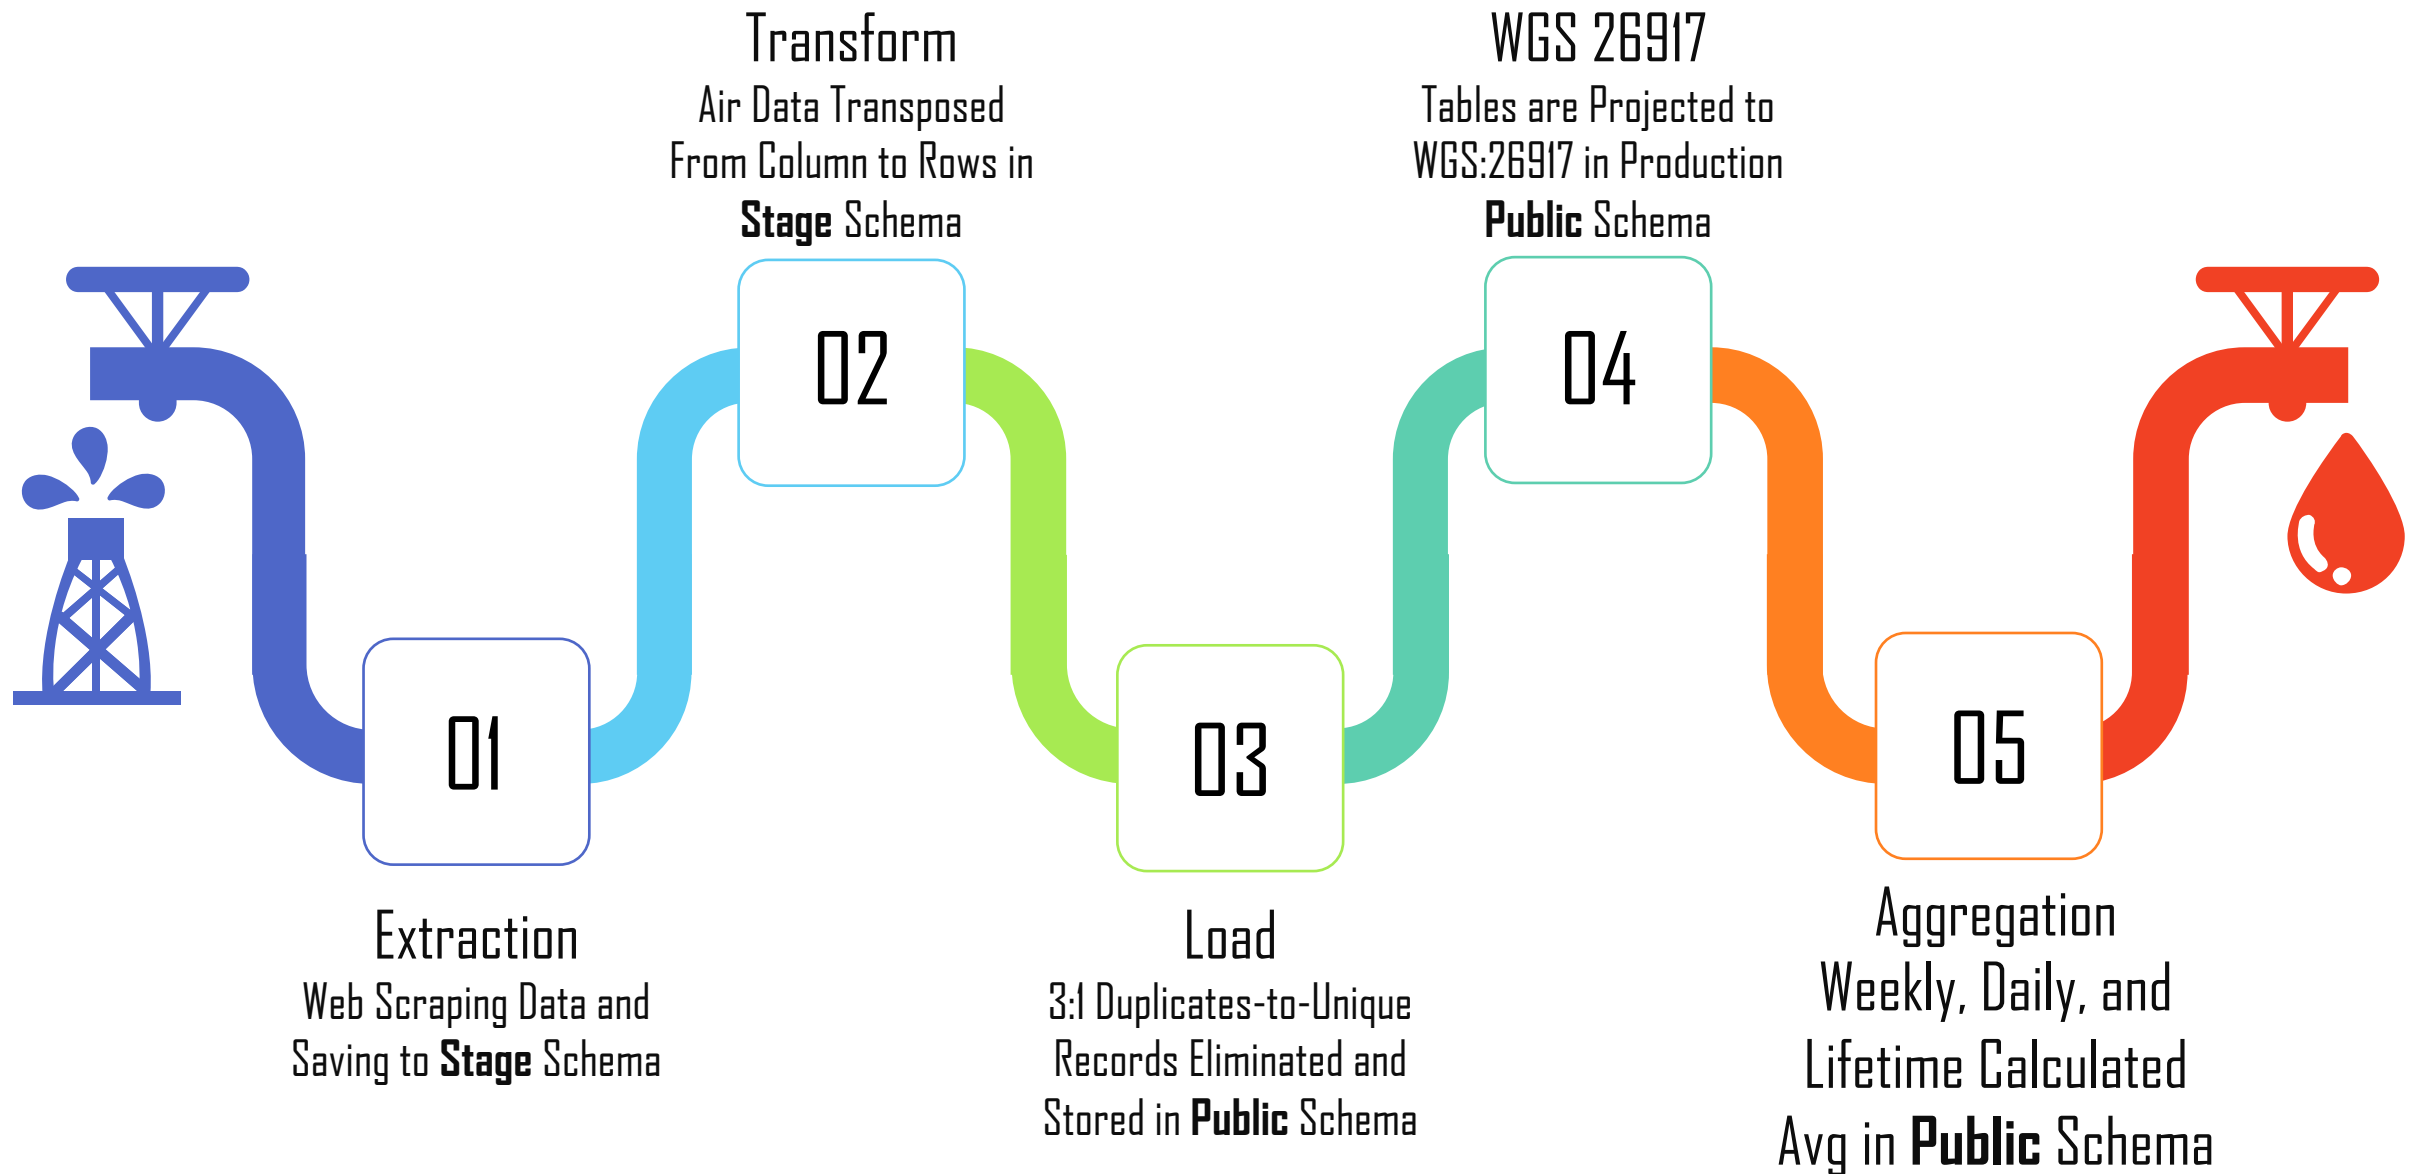 01
Extraction
Web Scraping Data and
Saving to Stage Schema
Transform
Air Data Transposed
From Column to Rows in
Stage Schema
02
03
Load
3:1 Duplicates-to-Unique
Records Eliminated and
Stored in Public Schema
WGS 26917
Tables are Projected to
WGS:26917 in Production
Public Schema
04
05
Aggregation
Weekly, Daily, and
Lifetime Calculated
Avg in Public Schema